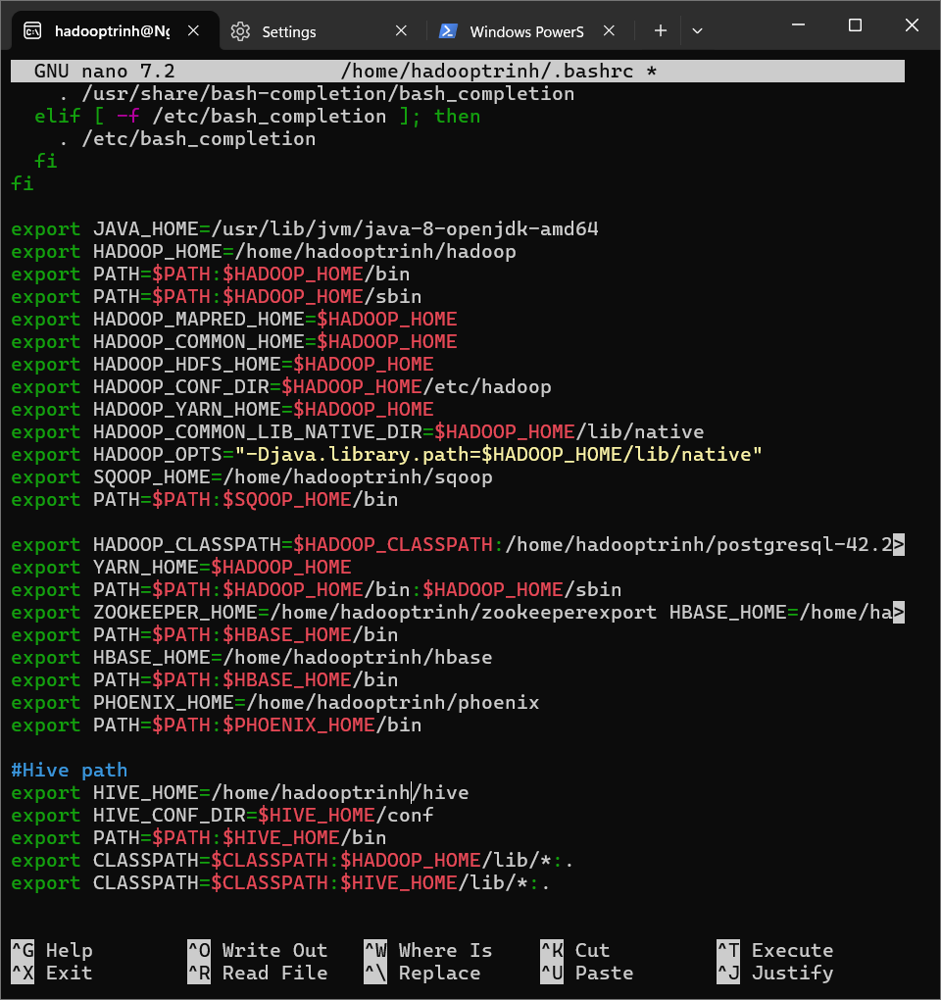 hadooptrinh@Ng
Settings
Windows PowerS
GNU nano 7.2 /home/hadooptrinh/.bashrc *
. /usr/share/bash-completion/bash_completion
elif [ -f /etc/bash_completion ]; then
. /etc/bash_completion
fi
fi
export JAVA_HOME=/usr/lib/jvm/java-8-openjdk-amd64
export HADOOP_HOME=/home/hadooptrinh/hadoop
export PATH=$PATH:$HADOOP_HOME/bin
export PATH=$PATH:$HADOOP_HOME/sbin
export HADOOP_MAPRED_HOME=$HADOOP_HOME
export HADOOP_COMMON_HOME=$HADOOP_HOME
export HADOOP_HDFS_HOME=$HADOOP_HOME
export HADOOP_CONF_DIR=$HADOOP_HOME/etc/hadoop
export HADOOP_YARN_HOME=$HADOOP_HOME
export HADOOP_COMMON_LIB_NATIVE_DIR=$HADOOP_HOME/lib/native
export HADOOP_OPTS="-Djava.library.path=$HADOOP_HOME/lib/native"
export SQOOP_HOME=/home/hadooptrinh/sqoop
export PATH=$PATH:$SQOOP_HOME/bin
export HADOOP_CLASSPATH=$HADOOP_CLASSPATH:/home/hadooptrinh/postgresql-42.2>
export YARN_HOME=$HADOOP_HOME
export PATH=$PATH:$HADOOP_HOME/bin:$HADOOP_HOME/sbin
export ZOOKEEPER_HOME=/home/hadooptrinh/zookeeperexport HBASE_HOME=/home/ha>
export PATH=$PATH:$HBASE_HOME/bin
export HBASE_HOME=/home/hadooptrinh/hbase
export PATH=$PATH:$HBASE_HOME/bin
export PHOENIX_HOME=/home/hadooptrinh/phoenix
export PATH=$PATH:$PHOENIX_HOME/bin
#Hive path
export HIVE_HOME=/home/hadooptrinh/hive
export HIVE_CONF_DIR=$HIVE_HOME/conf
export PATH=$PATH:$HIVE_HOME/bin
export CLASSPATH=$CLASSPATH:$HADOOP_HOME/lib/*:.
export CLASSPATH=$CLASSPATH:$HIVE_HOME/lib/*:.
^G Help ^O Write Out ^W Where Is ^K Cut ^T Execute
^X Exit ^R Read File ^\ Replace ^U Paste ^J Justify